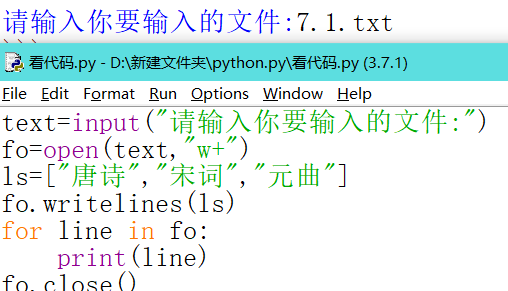 请输入你要输入的文件:7.1.txt
看代码.py - D:\新建文件夹\python.py\看代码.py (3.7.1)
File Edit Format Run Options Window Help
text=input("请输入你要输入的文件:")
fo=open(text,"w+")
ls=["唐诗","宋词","元曲"]
fo.writelines(ls)
for line in fo:
    print(line)
fo.close()